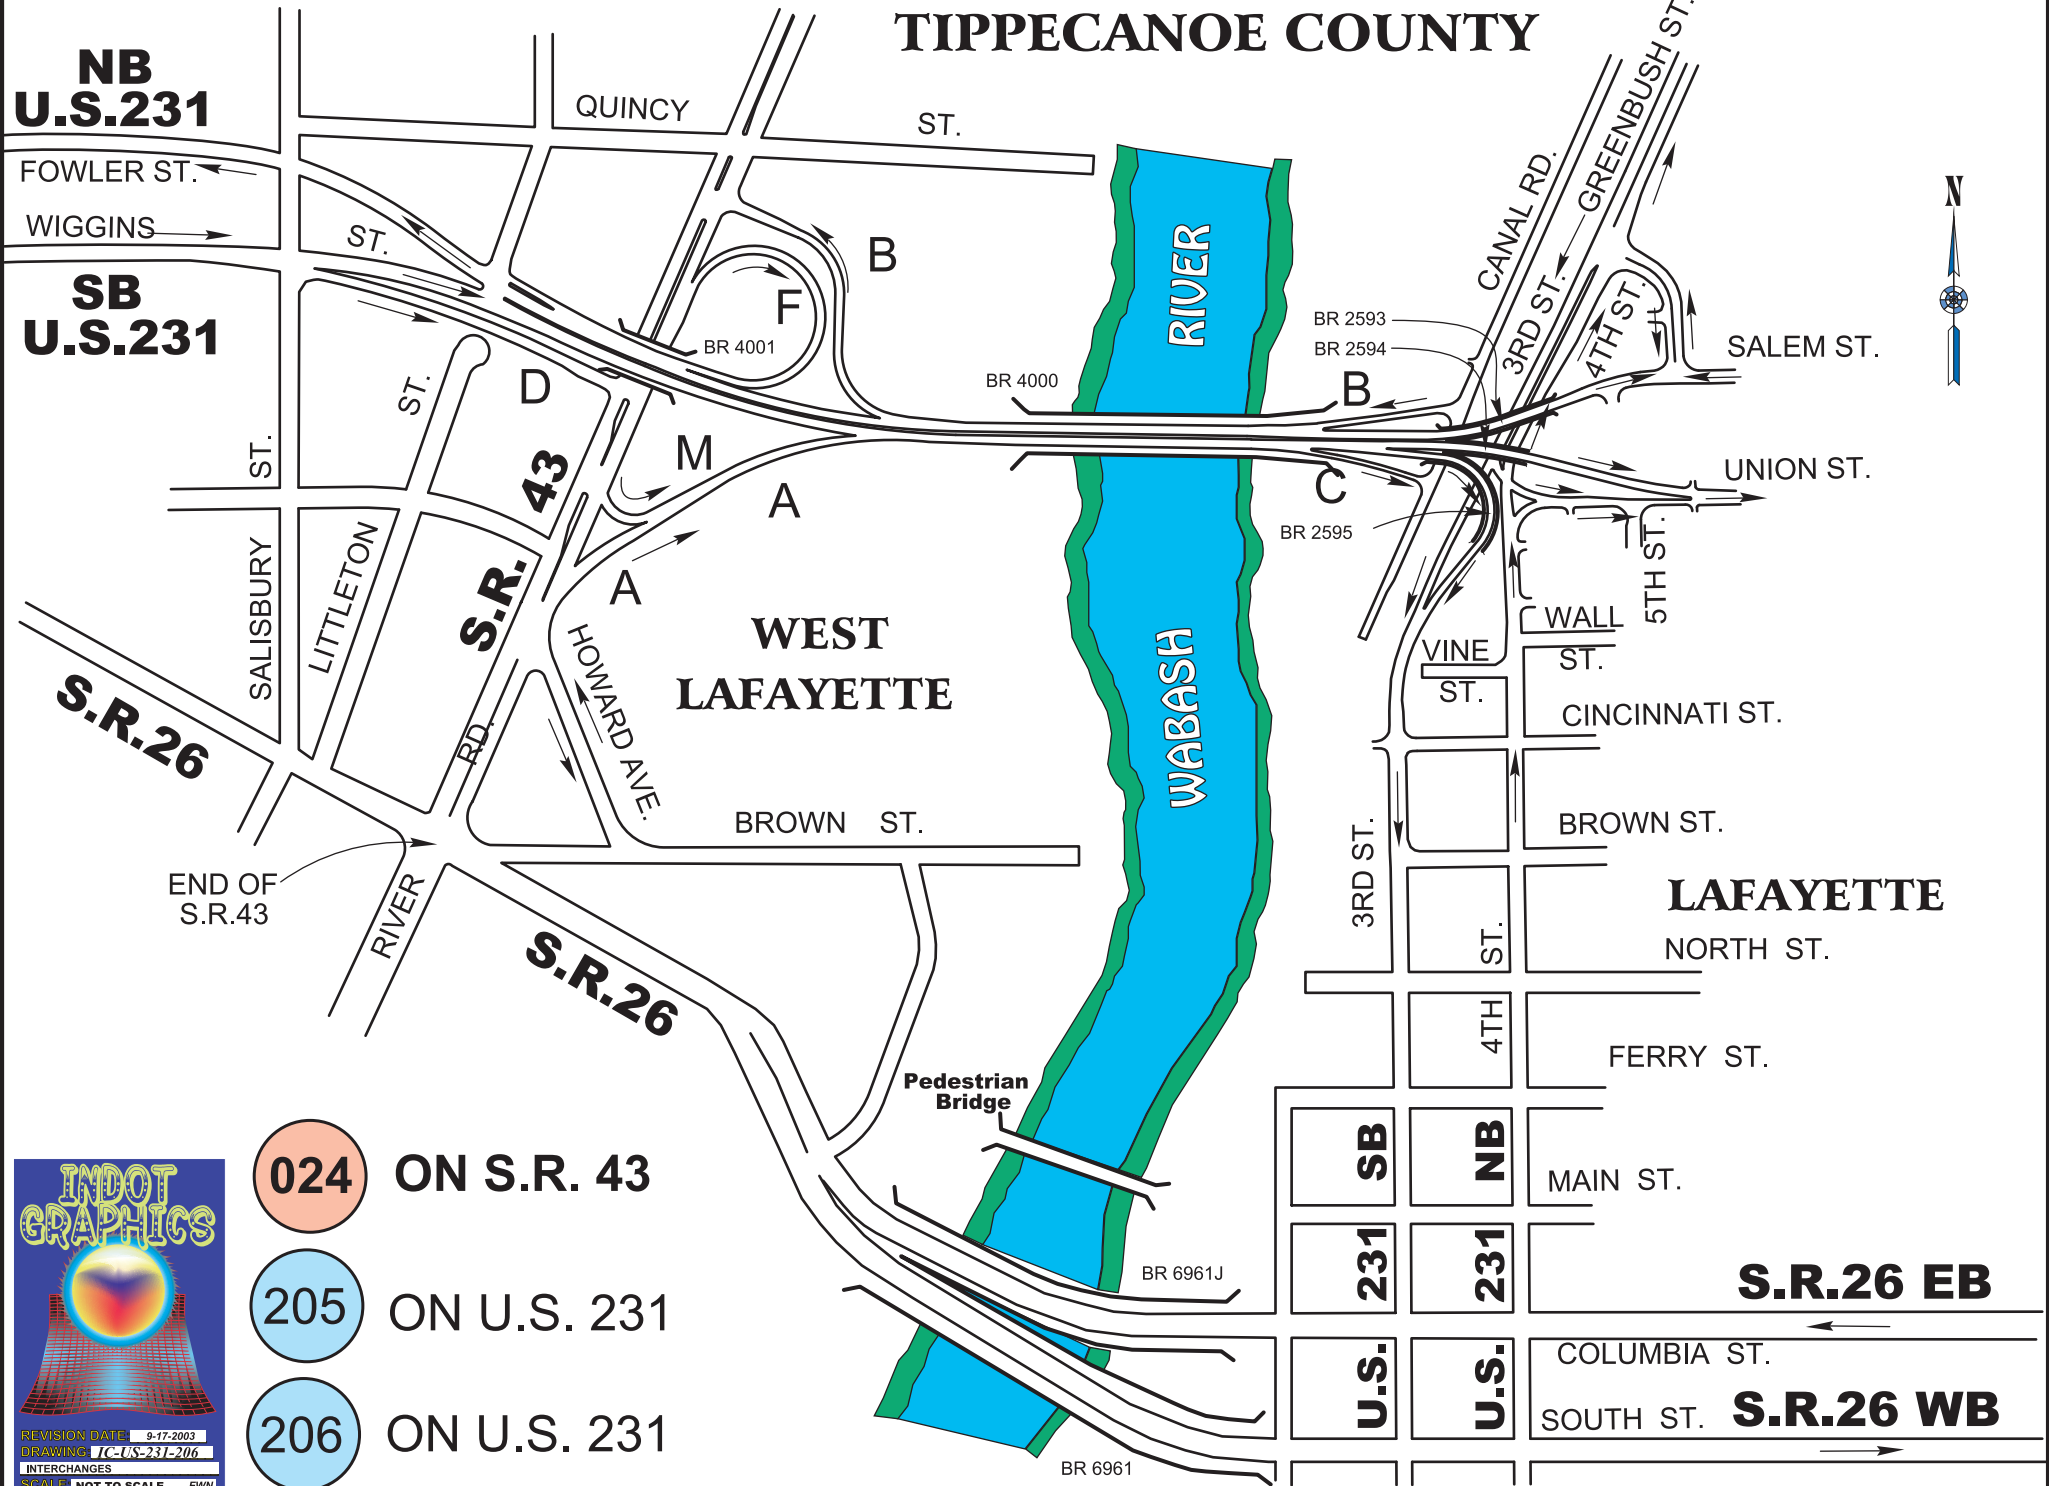 TIPPECANOE COUNTY
NB
U.S.231
QUINCY
ST.
FOWLER ST.
WIGGINS
ST.
SB
U.S.231
CANAL RD.
GREENBUSH ST.
N
B
F
RIVER
BR 4001
BR 2593
BR 2594
3RD ST.
4TH ST.
SALEM ST.
BR 4000
B
D
ST.
ST.
M
A
43
S.R.
C
BR 2595
UNION ST.
5TH ST.
A
SALISBURY
LITTLETON
WEST
LAFAYETTE
HOWARD AVE.
WABASH
WALL
ST.
VINE
ST.
CINCINNATI ST.
S.R.26
RD.
BROWN ST.
BROWN ST.
END OF
S.R.43
RIVER
3RD ST.
LAFAYETTE
NORTH ST.
ST.
4TH
S.R.26
FERRY ST.
Pedestrian
Bridge
SB
NB
MAIN ST.
024 ON S.R. 43
231
231
BR 6961J
S.R.26 EB
205 ON U.S. 231
U.S.
U.S.
COLUMBIA ST.
SOUTH ST.
S.R.26 WB
206 ON U.S. 231
BR 6961
INDOT
GRAPHICS
REVISION DATE: 9-17-2003
DRAWING: IC-US-231-206
INTERCHANGES
SCALE: NOT TO SCALE EWN